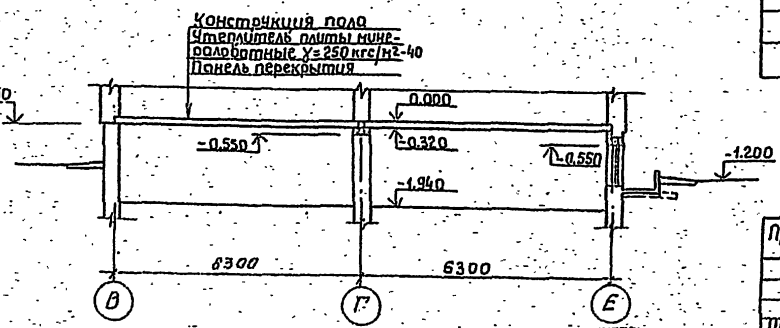 Конструкция пола
Утеплитель плиты мине-
раловатные γ=250 кгс/м²-40
Панель перекрытия
0.000
-0.550
-0.320
-0.550
-1.200
-1.940
6300
6300
В
Г
Е